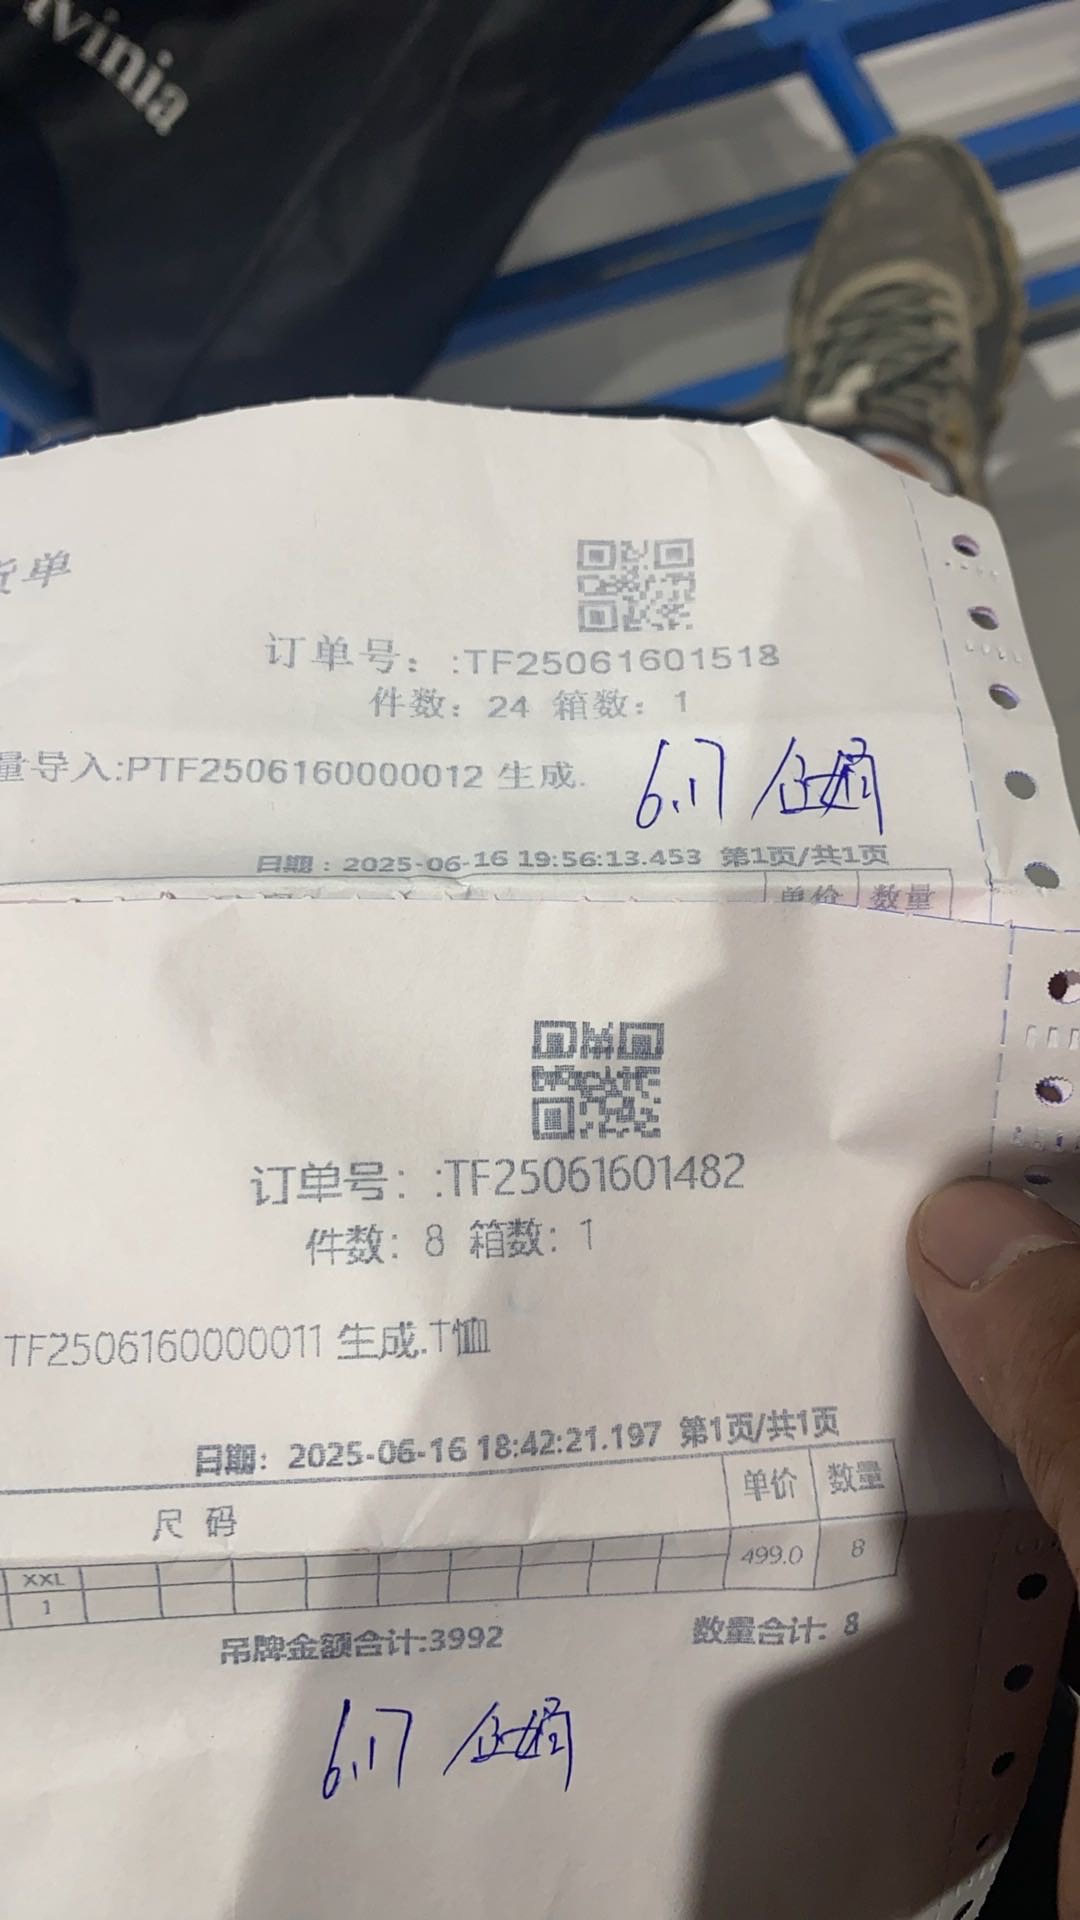 vinia
货单
订单号：:TF25061601518
件数：24 箱数：1
量导入:PTF2506160000012 生成.
6.17
日期：2025-06-16 19:56:13.453 第1页/共1页
单价 数量
订单号：:TF25061601482
件数：8 箱数：1
TF2506160000011 生成.T恤
日期：2025-06-16 18:42:21.197 第1页/共1页
尺 码 单价 数量
XXL 499.0 8
1
吊牌金额合计:3992 数量合计: 8
6.17